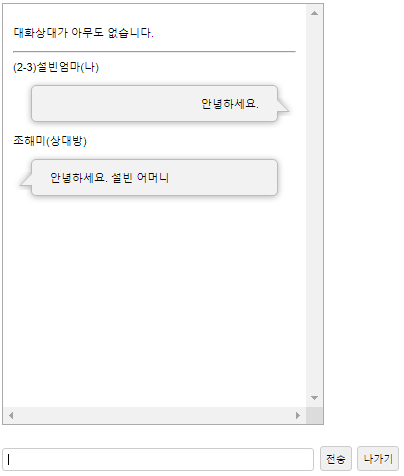 대화상대가 아무도 없습니다.
(2-3)설빈엄마(나)
안녕하세요.
조해미(상대방)
안녕하세요. 설빈 어머니
전송 나가기